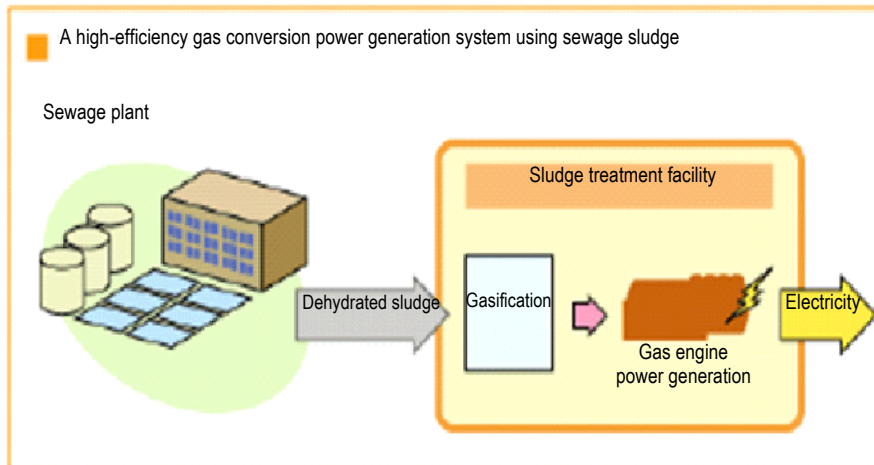 A high-efficiency gas conversion power generation system using sewage sludge
Sewage plant
Sludge treatment facility
Dehydrated sludge
Gasification
Electricity
Gas engine
power generation